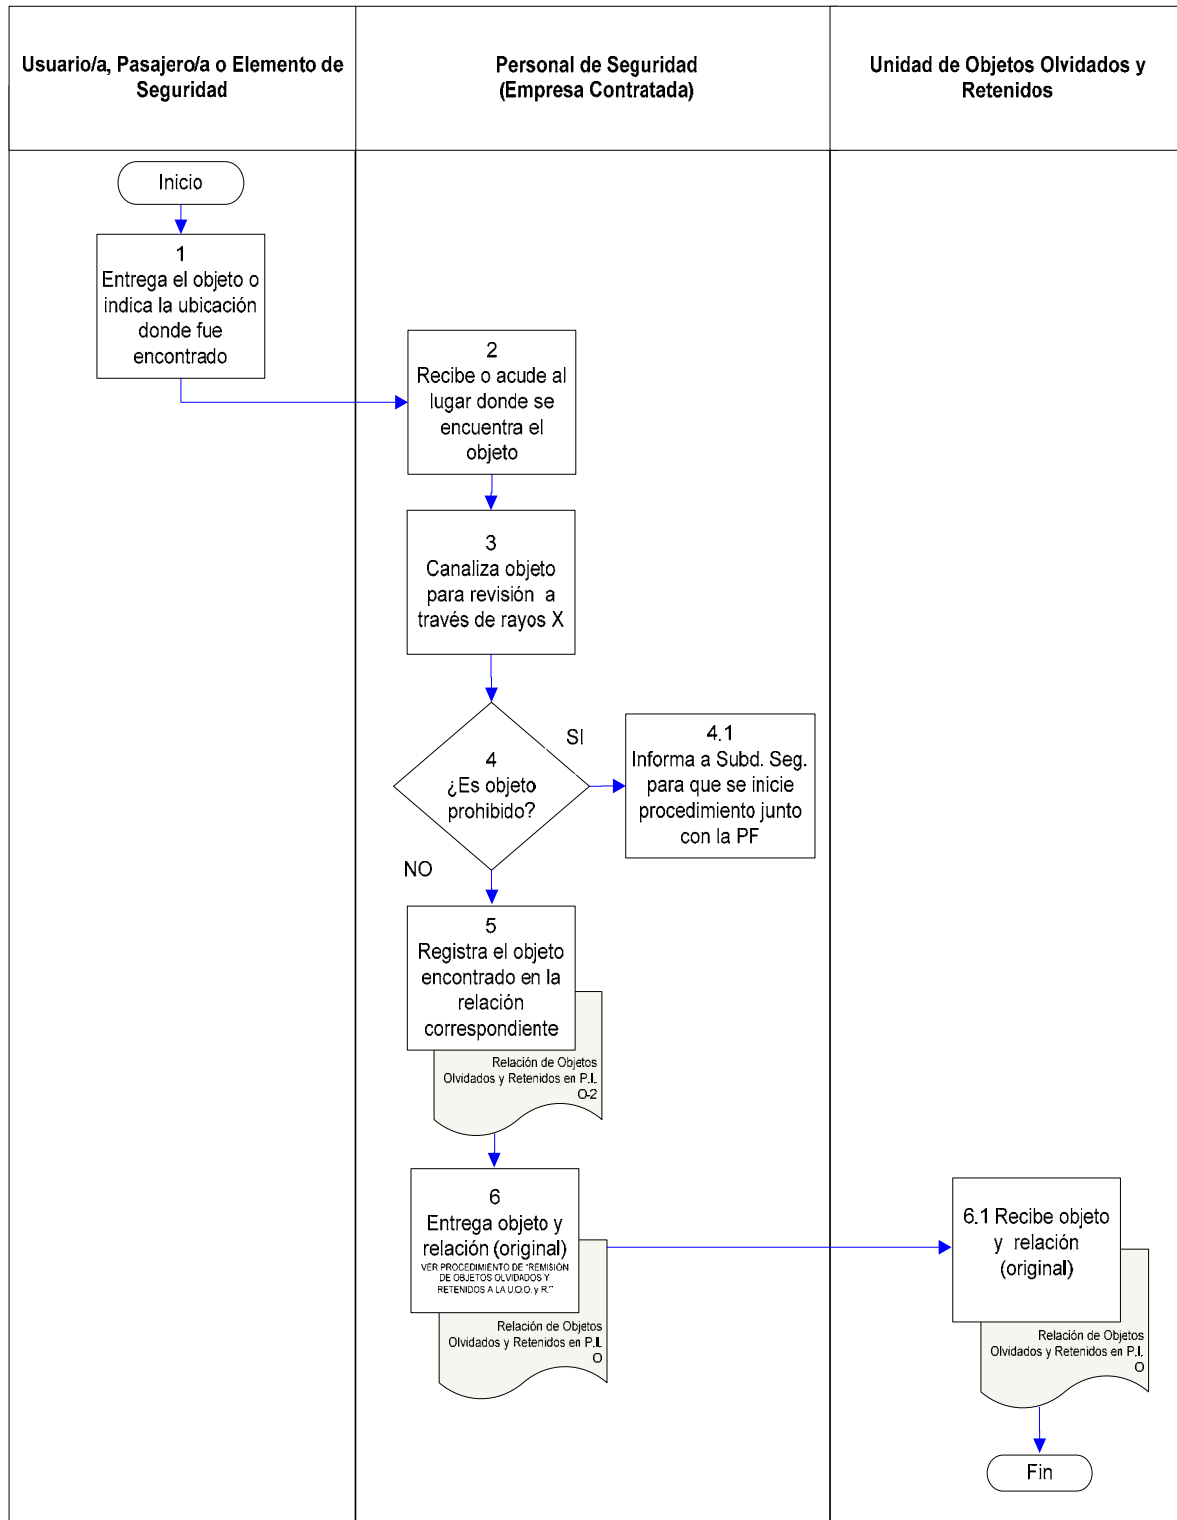 Usuario/a, Pasajero/a o Elemento de
Seguridad
Personal de Seguridad
(Empresa Contratada)
Unidad de Objetos Olvidados y
Retenidos
Inicio
1
Entrega el objeto o
indica la ubicación
donde fue
encontrado
2
Recibe o acude al
lugar donde se
encuentra el
objeto
3
Canaliza objeto
para revisión a
través de rayos X
4
¿Es objeto
prohibido?
SI
4.1
Informa a Subd. Seg.
para que se inicie
procedimiento junto
con la PF
NO
5
Registra el objeto
encontrado en la
relación
correspondiente
Relación de Objetos
Olvidados y Retenidos en P.I.
O-2
6
Entrega objeto y
relación (original)
VER PROCEDIMIENTO DE "REMISIÓN
DE OBJETOS OLVIDADOS Y
RETENIDOS A LA U.O.O. y R."
Relación de Objetos
Olvidados y Retenidos en P.I.
O
6.1 Recibe objeto
y relación
(original)
Relación de Objetos
Olvidados y Retenidos en P.I.
O
Fin